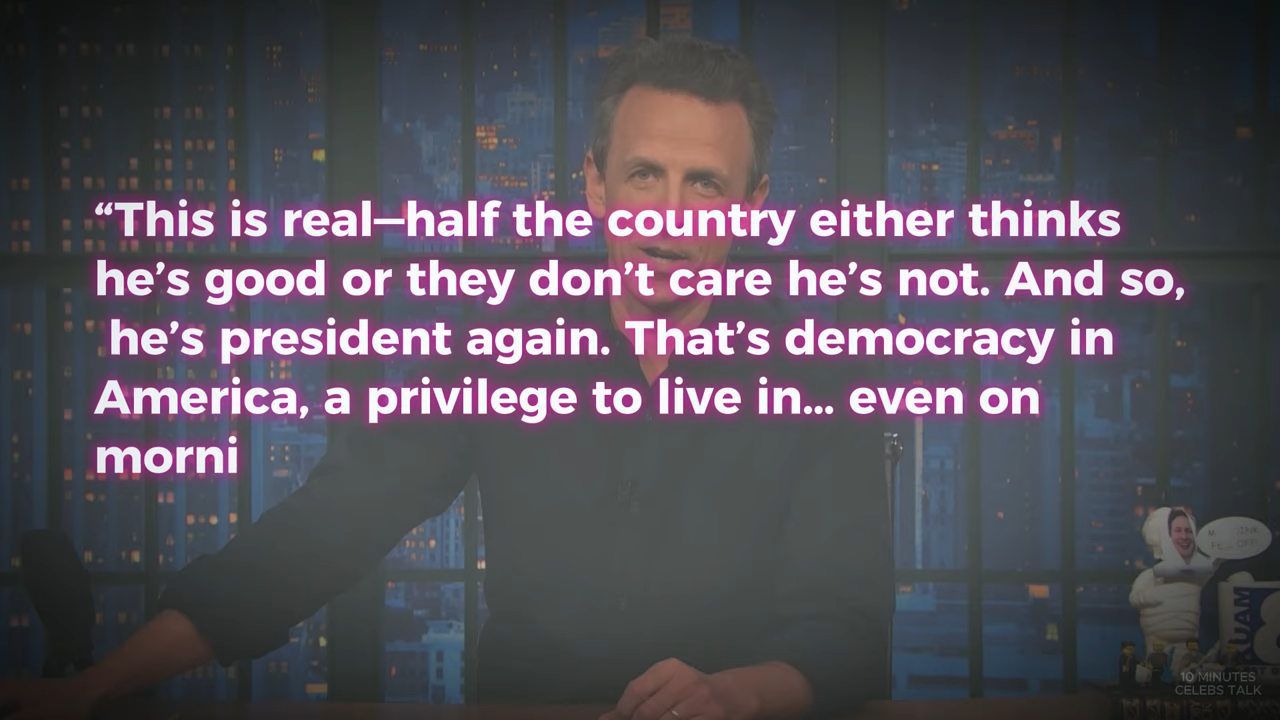 “This is real—half the country either thinks
he’s good or they don’t care he’s not. And so,
he’s president again. That’s democracy in
America, a privilege to live in... even on
morni
10 MINUTES
CELEBS TALK